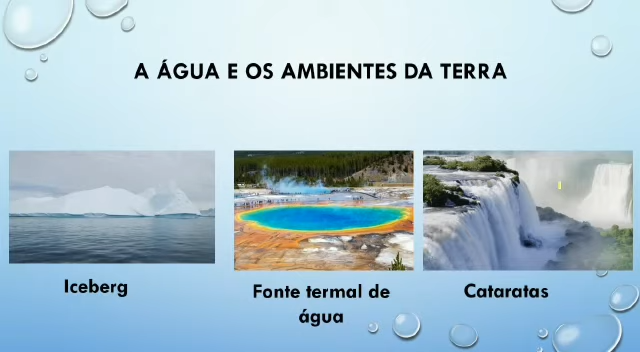 A ÁGUA E OS AMBIENTES DA TERRA
Iceberg
Fonte termal de
água
Cataratas